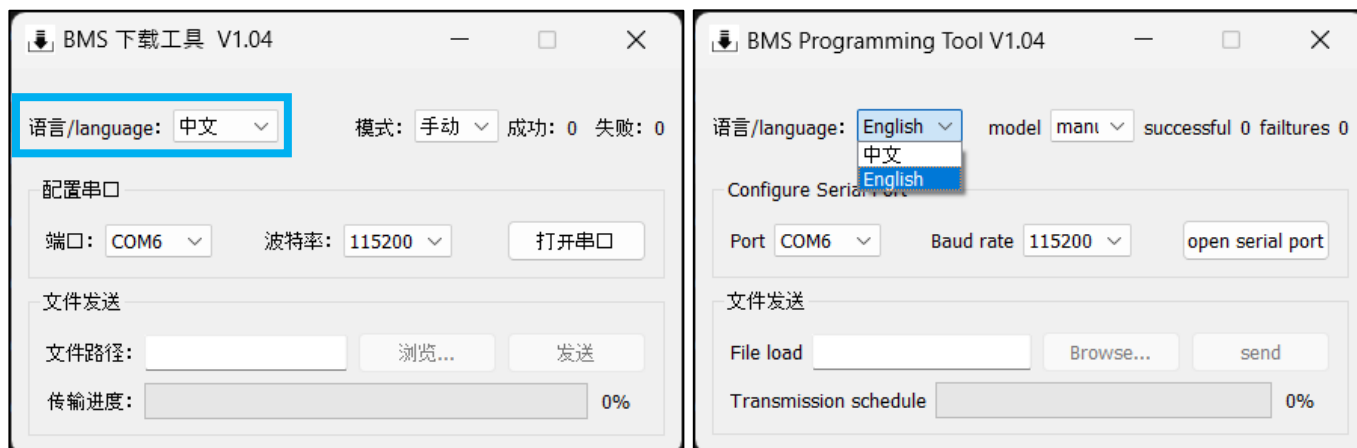 BMS 下载工具 V1.04
语言/language： 中文 模式： 手动 成功： 0 失败： 0
配置串口
端口： COM6 波特率： 115200 打开串口
文件发送
文件路径： 浏览... 发送
传输进度： 0%
BMS Programming Tool V1.04
语言/language： English model manu successful 0 failtures 0
中文
English
Configure Serial Port
Port COM6 Baud rate 115200 open serial port
文件发送
File load Browse... send
Transmission schedule 0%